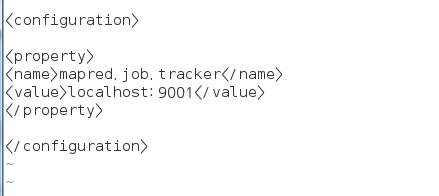 <configuration>
<property>
<name>mapred.job.tracker</name>
<value>localhost:9001</value>
</property>
</configuration>
~
~